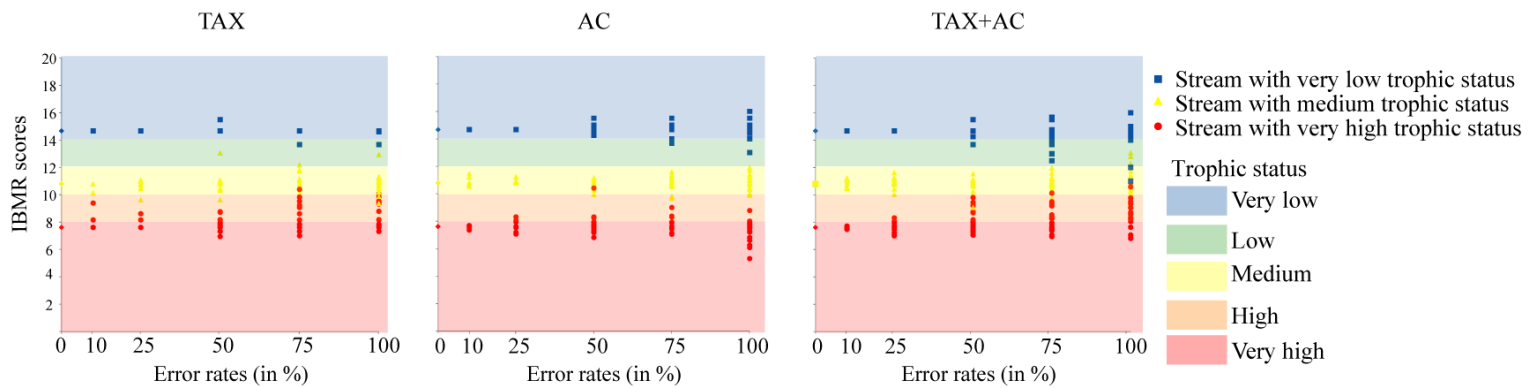 TAX
AC
TAX+AC
IBMR scores
20
18
16
14
12
10
8
6
4
2
0 10 25 50 75 100
0 10 25 50 75 100
0 10 25 50 75 100
Error rates (in %)
Error rates (in %)
Error rates (in %)
Stream with very low trophic status
Stream with medium trophic status
Stream with very high trophic status
Trophic status
Very low
Low
Medium
High
Very high